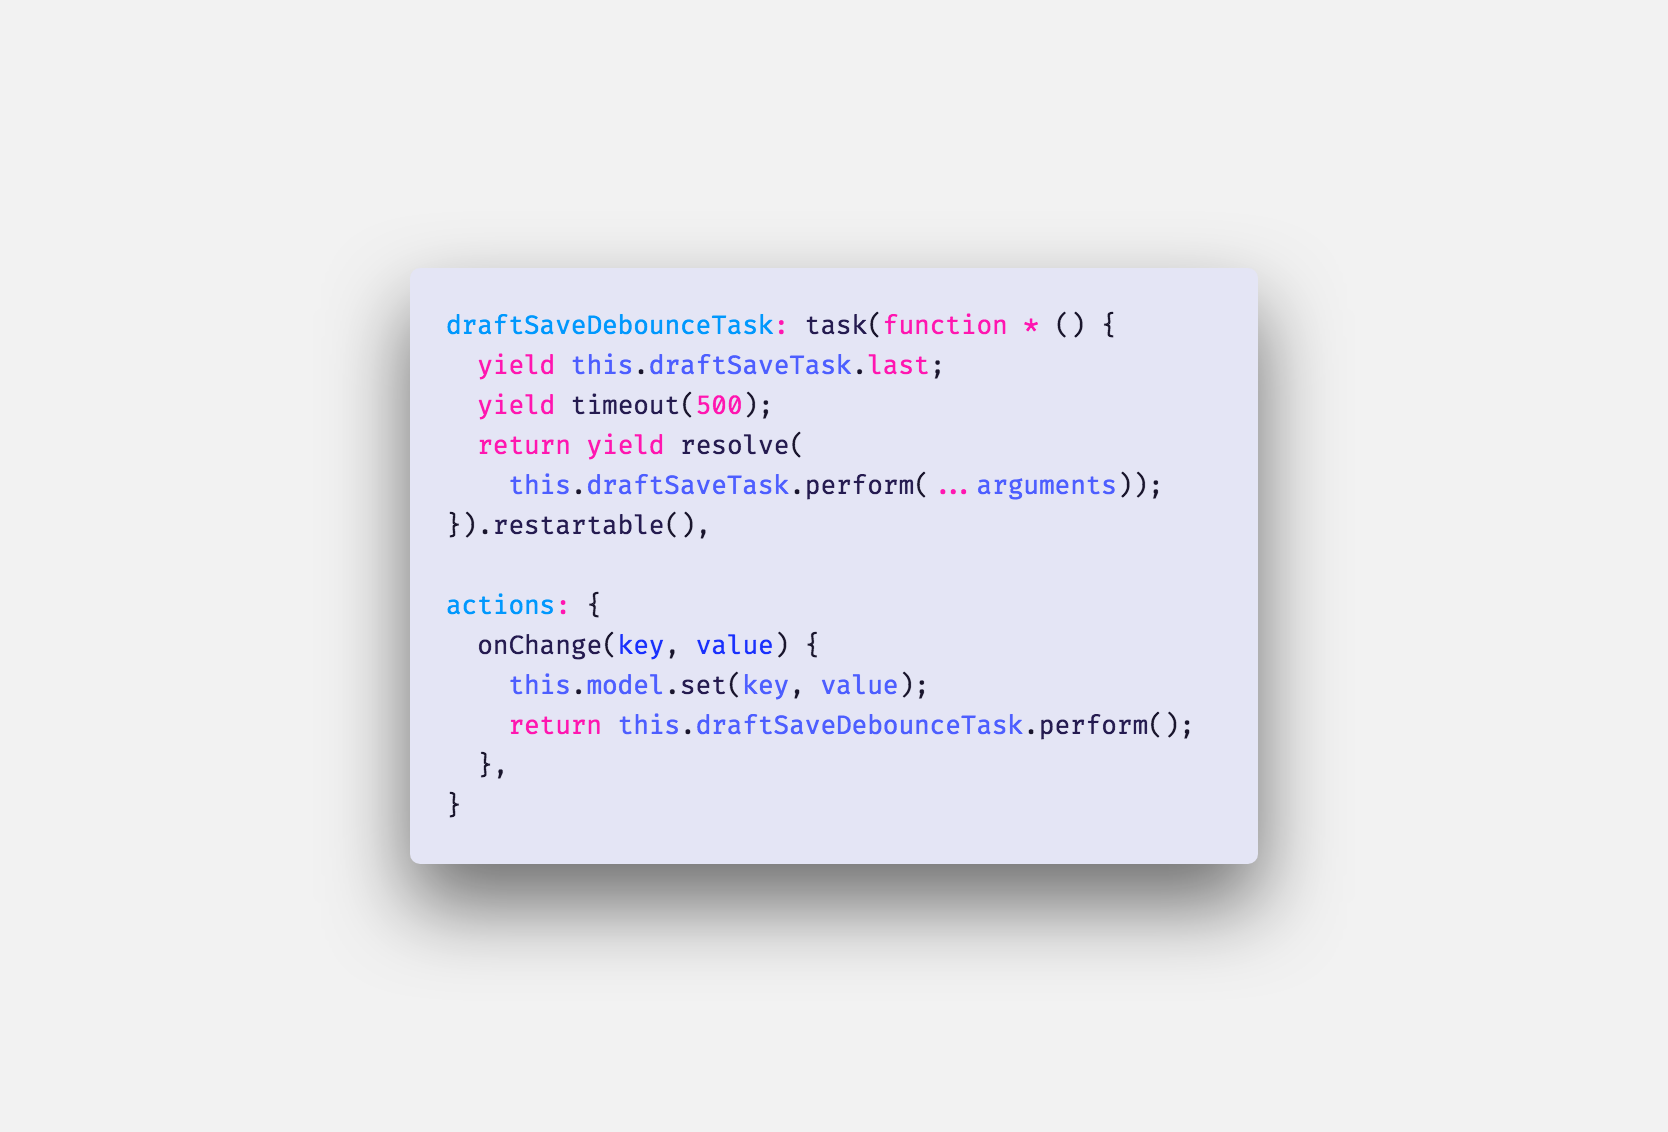 draftSaveDebounceTask: task(function * () {
  yield this.draftSaveTask.last;
  yield timeout(500);
  return yield resolve(
    this.draftSaveTask.perform(...arguments));
}).restartable(),

actions: {
  onChange(key, value) {
    this.model.set(key, value);
    return this.draftSaveDebounceTask.perform();
  },
}